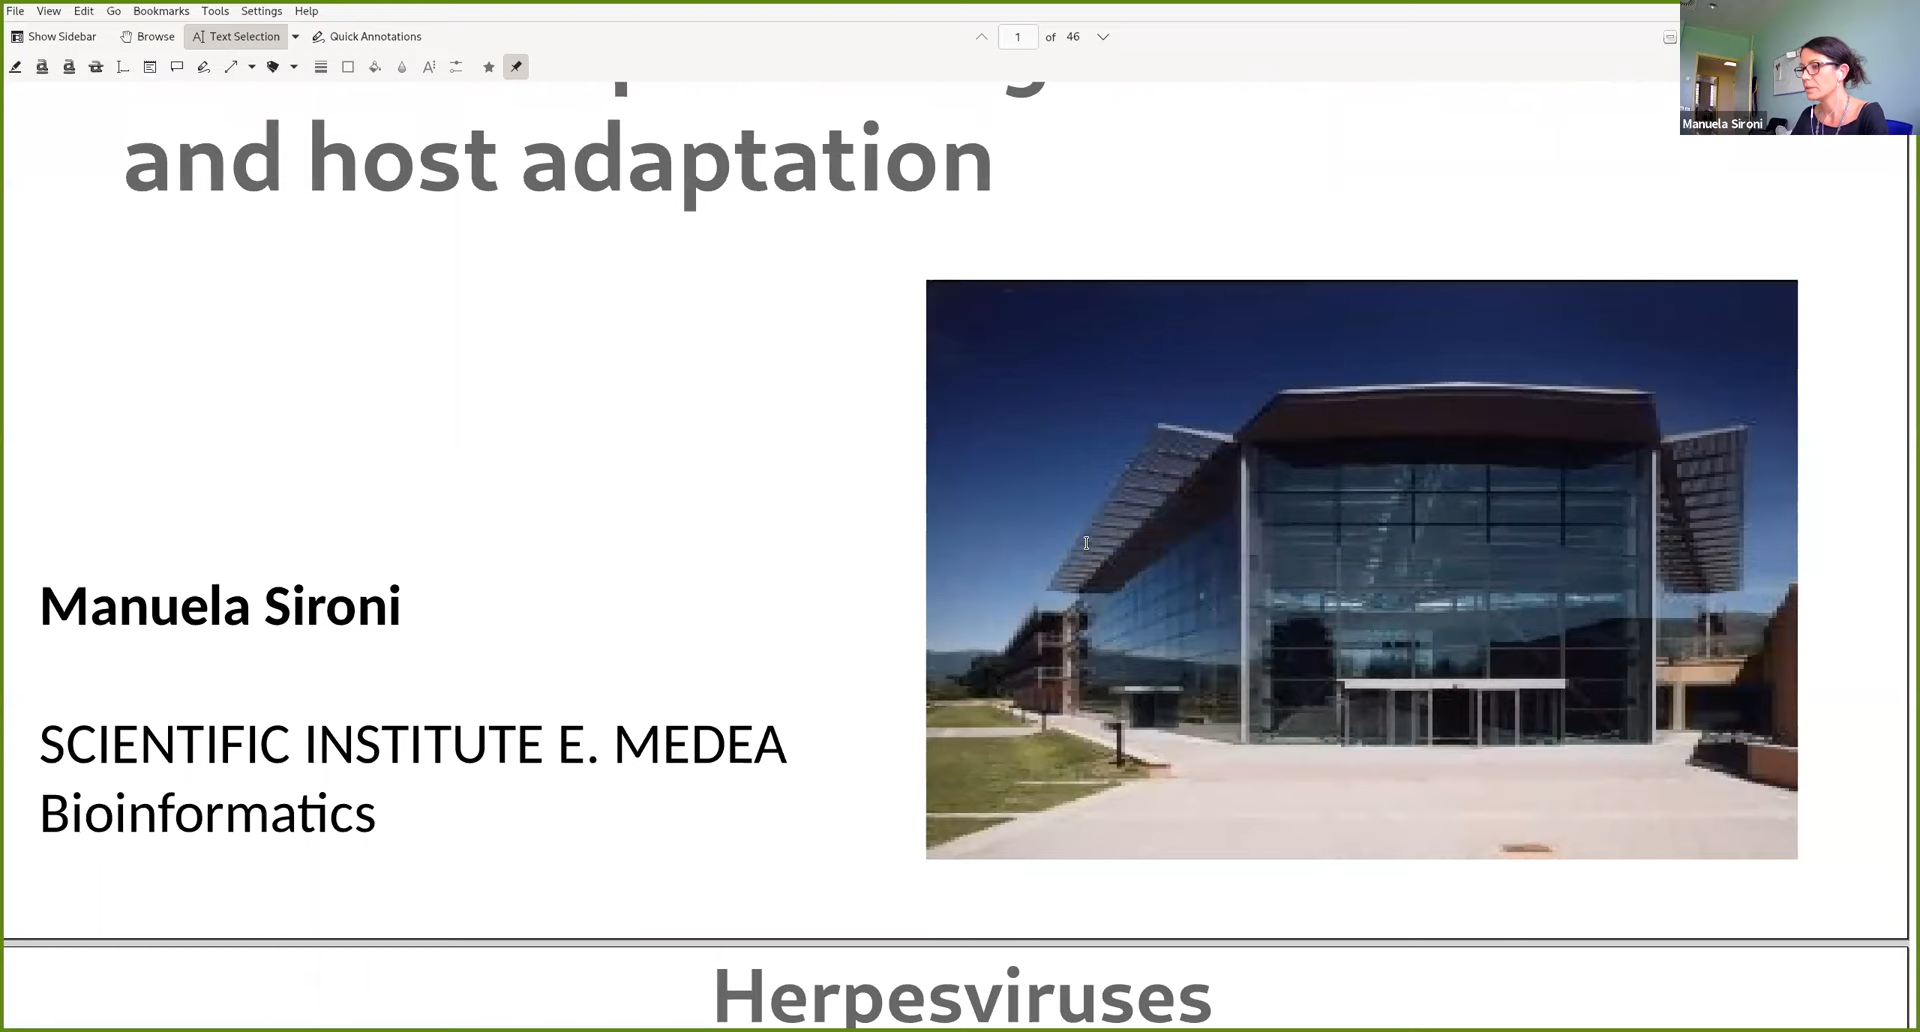 File View Edit Go Bookmarks Tools Settings Help
Show Sidebar Browse Text Selection Quick Annotations
1 of 46
and host adaptation
Manuela Sironi
Manuela Sironi
SCIENTIFIC INSTITUTE E. MEDEA
Bioinformatics
Herpesviruses